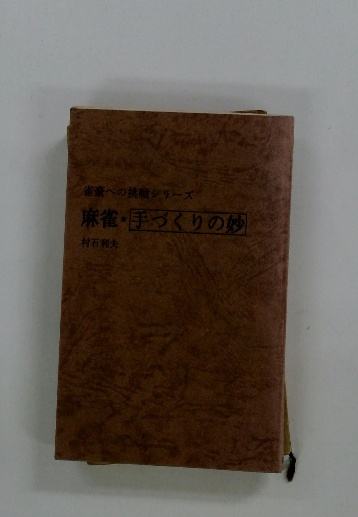 雀豪への挑戦シリーズ
麻雀・手づくりの妙
村石利夫